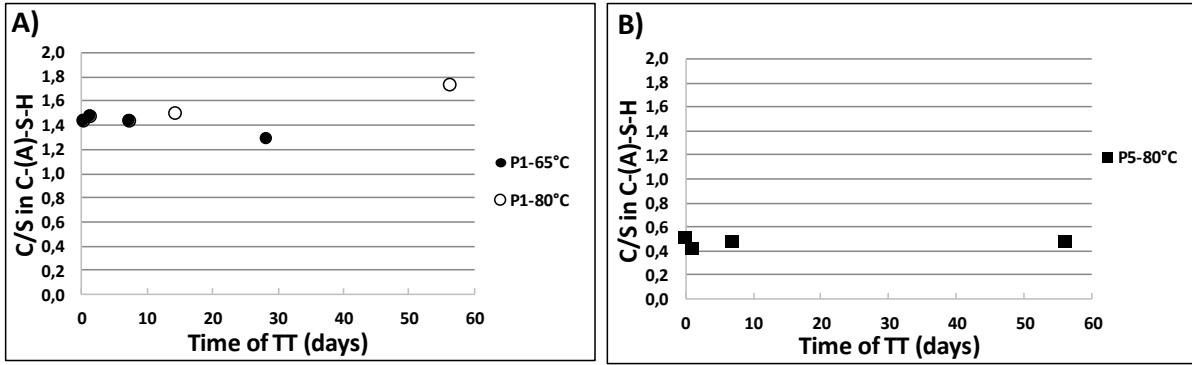 A)
C/S in C-(A)-S-H
2,0
1,8
1,6
1,4
1,2
1,0
0,8
0,6
0,4
0,2
0,0
0 10 20 30 40 50 60
Time of TT (days)
P1-65°C
P1-80°C
B)
C/S in C-(A)-S-H
2,0
1,8
1,6
1,4
1,2
1,0
0,8
0,6
0,4
0,2
0,0
0 10 20 30 40 50 60
Time of TT (days)
P5-80°C